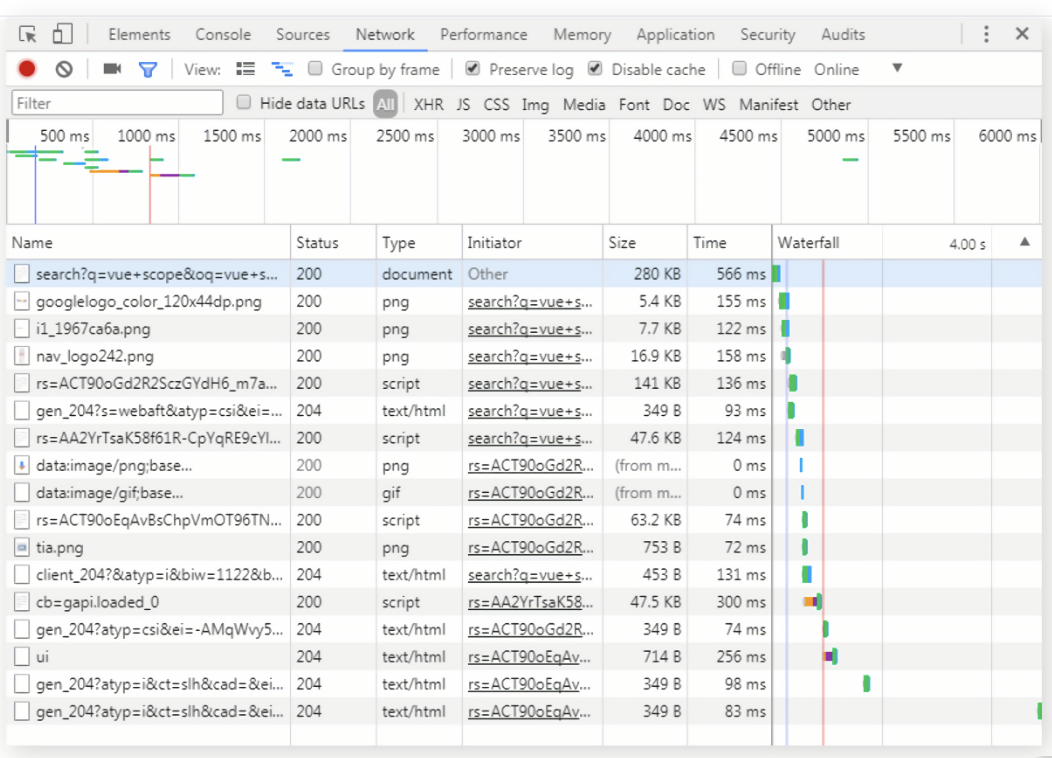 Elements Console Sources Network Performance Memory Application Security Audits
View: Group by frame Preserve log Disable cache Offline Online
Filter Hide data URLs All XHR JS CSS Img Media Font Doc WS Manifest Other
500 ms 1000 ms 1500 ms 2000 ms 2500 ms 3000 ms 3500 ms 4000 ms 4500 ms 5000 ms 5500 ms 6000 ms
Name Status Type Initiator Size Time Waterfall 4.00 s
search?q=vue+scope&oq=vue+s... 200 document Other 280 KB 566 ms
googlelogo_color_120x44dp.png 200 png search?q=vue+s... 5.4 KB 155 ms
i1_1967ca6a.png 200 png search?q=vue+s... 7.7 KB 122 ms
nav_logo242.png 200 png search?q=vue+s... 16.9 KB 158 ms
rs=ACT90oGd2R2SczGYdH6_m7a... 200 script search?q=vue+s... 141 KB 136 ms
gen_204?s=webaft&atyp=csi&ei=... 204 text/html search?q=vue+s... 349 B 93 ms
rs=AA2YrTsaK58f61R-CpYqRE9cYl... 200 script search?q=vue+s... 47.6 KB 124 ms
data:image/png;base... 200 png rs=ACT90oGd2R... (from m... 0 ms
data:image/gif;base... 200 gif rs=ACT90oGd2R... (from m... 0 ms
rs=ACT90oEqAvBsChpVmOT96TN... 200 script rs=ACT90oGd2R... 63.2 KB 74 ms
tia.png 200 png rs=ACT90oGd2R... 753 B 72 ms
client_204?&atyp=i&biw=1122&b... 204 text/html search?q=vue+s... 453 B 131 ms
cb=gapi.loaded_0 200 script rs=AA2YrTsaK58... 47.5 KB 300 ms
gen_204?atyp=csi&ei=-AMqWvy5... 204 text/html rs=ACT90oGd2R... 349 B 74 ms
ui 204 text/html rs=ACT90oEqAv... 714 B 256 ms
gen_204?atyp=i&ct=slh&cad=&ei... 204 text/html rs=ACT90oEqAv... 349 B 98 ms
gen_204?atyp=i&ct=slh&cad=&ei... 204 text/html rs=ACT90oEqAv... 349 B 83 ms